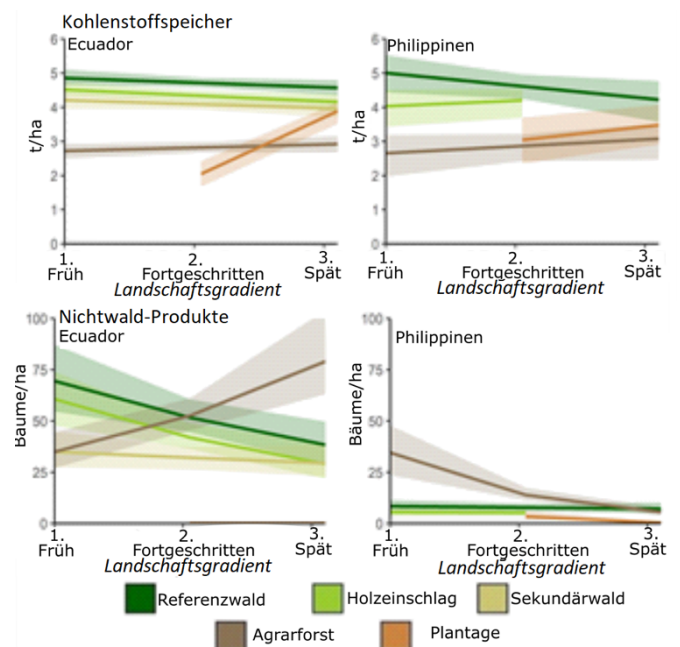 Kohlenstoffspeicher
Ecuador
Philippinen
6
5
4
3
2
1
0
t/ha
6
5
4
3
2
1
0
t/ha
1.
Früh
2.
Fortgeschritten
3.
Spät
Landschaftsgradient
1.
Früh
2.
Fortgeschritten
3.
Spät
Landschaftsgradient
Nichtwald-Produkte
Ecuador
Philippinen
100
75
50
25
0
Bäume/ha
100
75
50
25
0
Bäume/ha
1.
Früh
2.
Fortgeschritten
3.
Spät
Landschaftsgradient
1.
Früh
2.
Fortgeschritten
3.
Spät
Landschaftsgradient
Referenzwald
Holzeinschlag
Sekundärwald
Agrarforst
Plantage